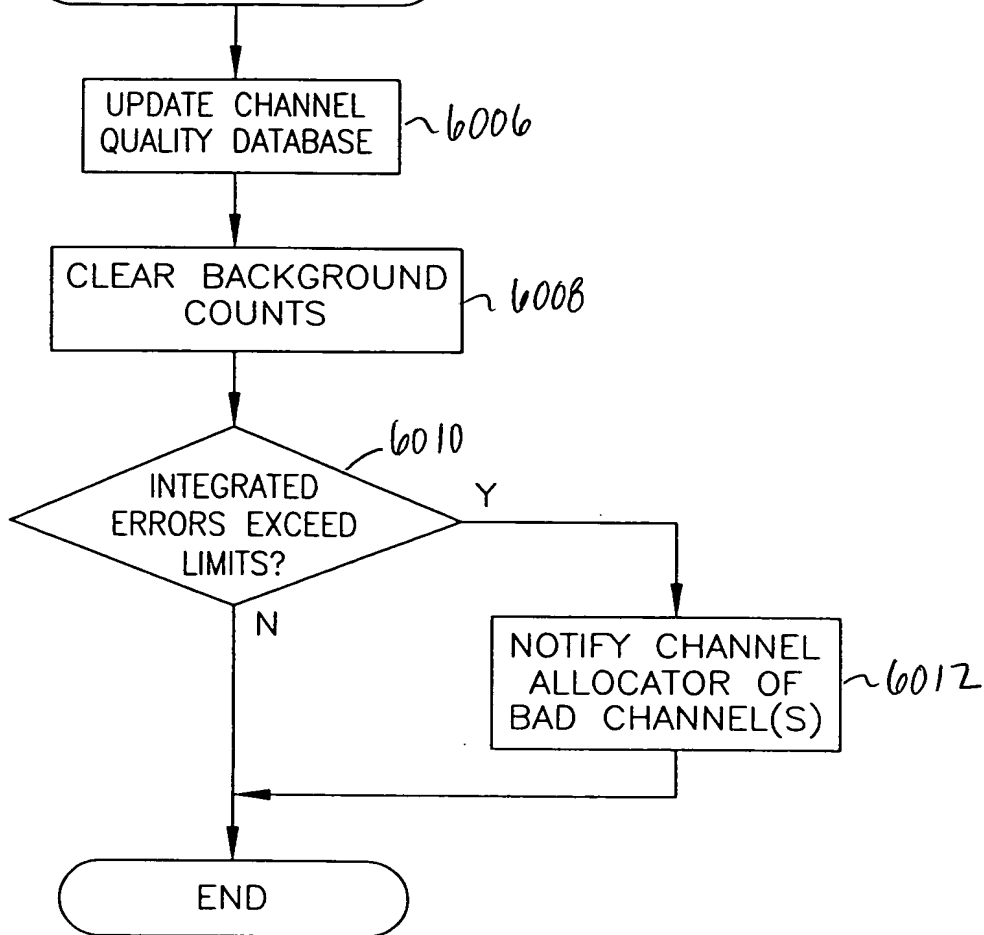 UPDATE CHANNEL
QUALITY DATABASE
6006
CLEAR BACKGROUND
COUNTS
6008
6010
INTEGRATED
ERRORS EXCEED
LIMITS?
Y
N
NOTIFY CHANNEL
ALLOCATOR OF
BAD CHANNEL(S)
6012
END